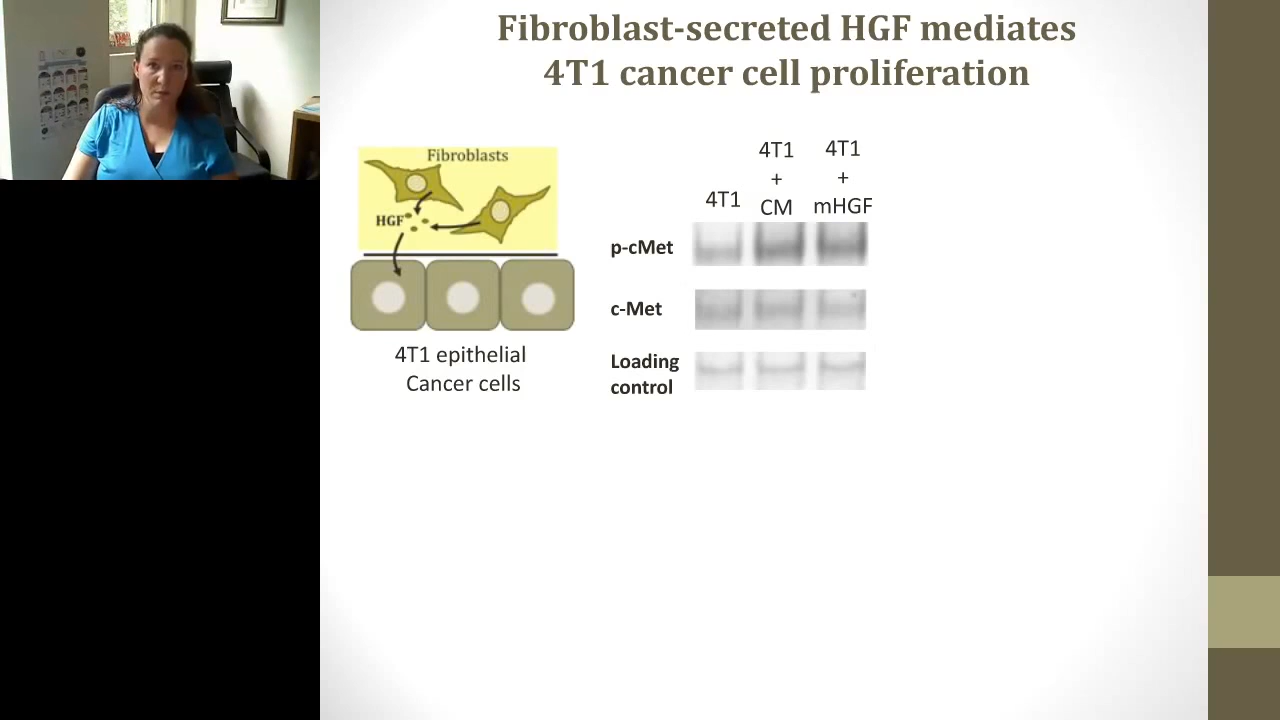 Fibroblast-secreted HGF mediates
4T1 cancer cell proliferation
Fibroblasts
HGF
4T1 epithelial
Cancer cells
4T1
4T1
+
CM
4T1
+
mHGF
p-cMet
c-Met
Loading
control